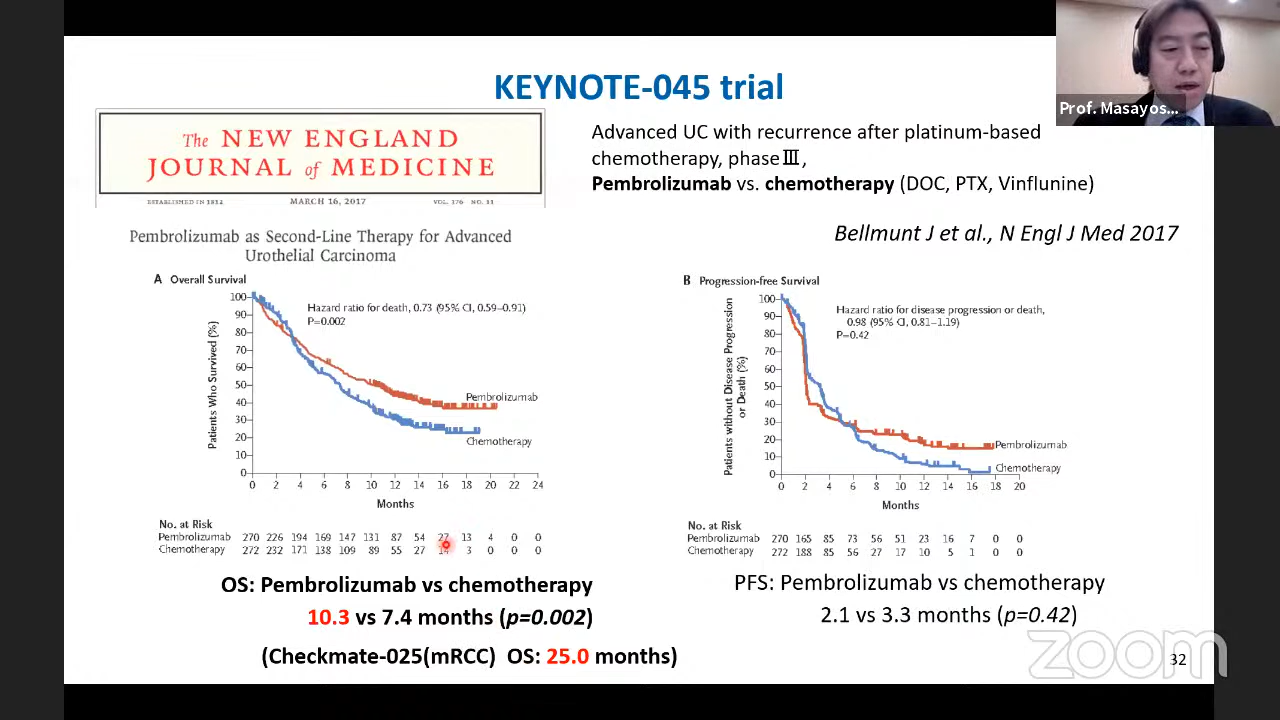 KEYNOTE-045 trial
Prof. Masayos...
The NEW ENGLAND
JOURNAL of MEDICINE
ESTABLISHED IN 1812 MARCH 16, 2017 VOL. 376 NO. 11
Advanced UC with recurrence after platinum-based
chemotherapy, phaseⅢ,
Pembrolizumab vs. chemotherapy (DOC, PTX, Vinflunine)
Bellmunt J et al., N Engl J Med 2017
Pembrolizumab as Second-Line Therapy for Advanced
Urothelial Carcinoma
A Overall Survival
Patients Who Survived (%)
100
90
80
70
60
50
40
30
20
10
0
Hazard ratio for death, 0.73 (95% CI, 0.59–0.91)
P=0.002
Pembrolizumab
Chemotherapy
0 2 4 6 8 10 12 14 16 18 20 22 24
Months
No. at Risk
Pembrolizumab 270 226 194 169 147 131 87 54 27 13 4 0 0
Chemotherapy 272 232 171 138 109 89 55 27 14 3 0 0 0
B Progression-free Survival
Patients without Disease Progression
or Death (%)
100
90
80
70
60
50
40
30
20
10
0
Hazard ratio for disease progression or death,
0.98 (95% CI, 0.81–1.19)
P=0.42
Pembrolizumab
Chemotherapy
0 2 4 6 8 10 12 14 16 18 20
Months
No. at Risk
Pembrolizumab 270 165 85 73 56 51 23 16 7 0 0
Chemotherapy 272 188 85 56 27 17 10 5 1 0 0
OS: Pembrolizumab vs chemotherapy
10.3 vs 7.4 months (p=0.002)
(Checkmate-025(mRCC) OS: 25.0 months)
PFS: Pembrolizumab vs chemotherapy
2.1 vs 3.3 months (p=0.42)
zoom
32